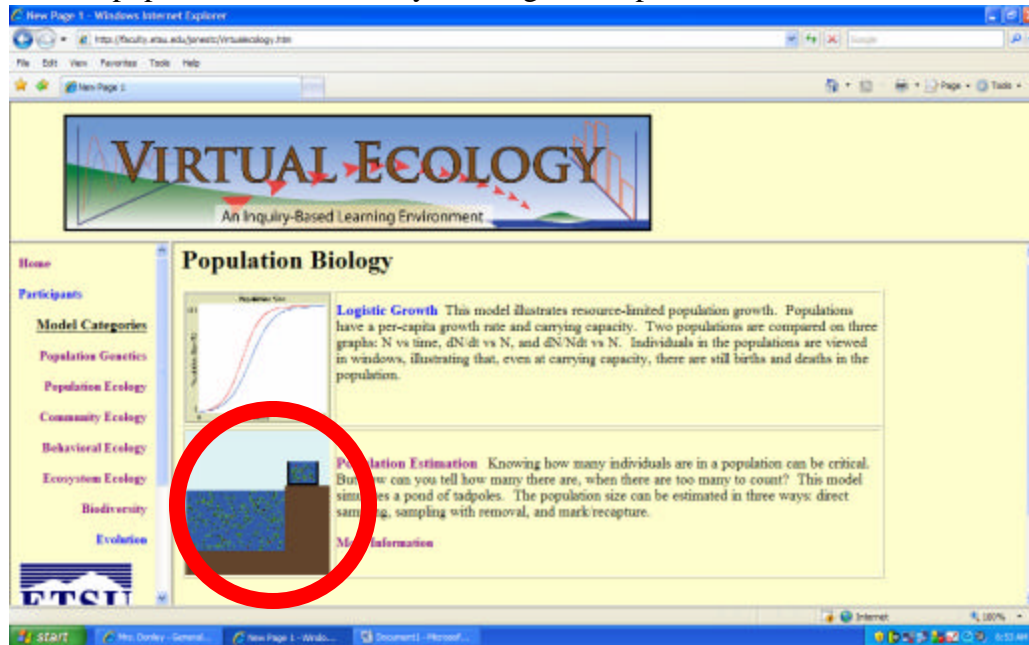 New Page 1 - Windows Internet Explorer
File Edit View Favorites Tools Help
New Page 1
Page Tools
VIRTUAL ECOLOGY
An Inquiry-Based Learning Environment
Home
Participants
Model Categories
Population Genetics
Population Ecology
Community Ecology
Behavioral Ecology
Ecosystem Ecology
Biodiversity
Evolution
ETSU
Population Biology
Logistic Growth This model illustrates resource-limited population growth. Populations
have a per-capita growth rate and carrying capacity. Two populations are compared on three
graphs: N vs time, dN/dt vs N, and dN/Ndt vs N. Individuals in the populations are viewed
in windows, illustrating that, even at carrying capacity, there are still births and deaths in the
population.
Estimation Knowing how many individuals are in a population can be critical.
can you tell how many there are, when there are too many to count? This model
a pond of tadpoles. The population size can be estimated in three ways: direct
sampling with removal, and mark/recapture.
Information
Internet
100%
start
Mrs. Donley - General...
New Page 1 - Windo...
Document1 - Microsof...
6:53 AM